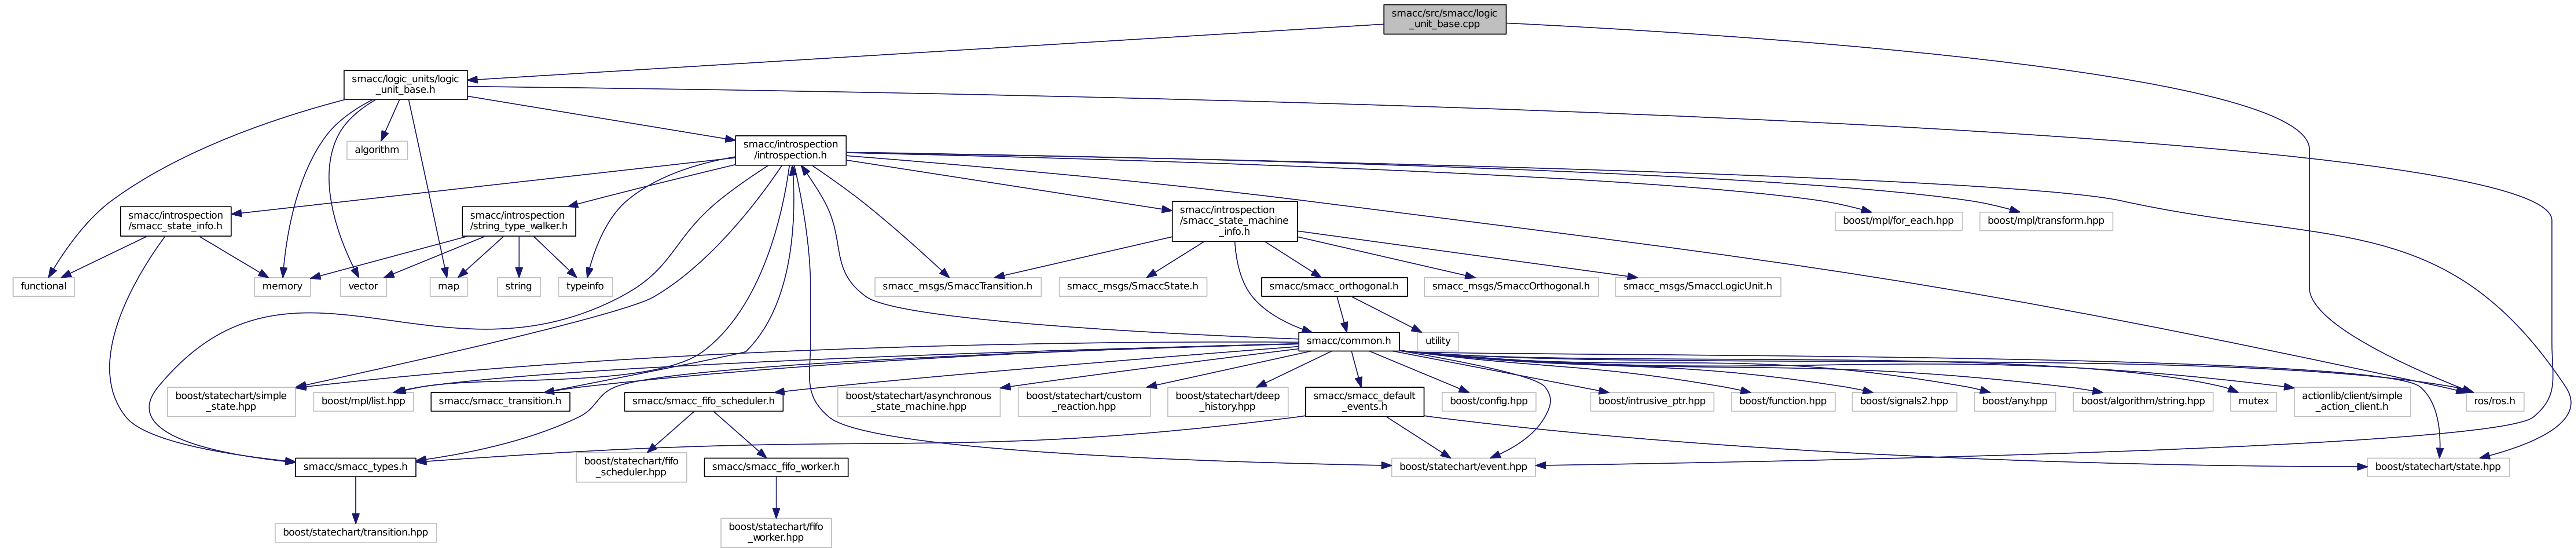 smacc/src/smacc/logic
_unit_base.cpp
smacc/logic_units/logic
_unit_base.h
algorithm
smacc/introspection
/introspection.h
smacc/introspection
/smacc_state_info.h
smacc/introspection
/string_type_walker.h
smacc/introspection
/smacc_state_machine
_info.h
boost/mpl/for_each.hpp
boost/mpl/transform.hpp
functional
memory
vector
map
string
typeinfo
smacc_msgs/SmaccTransition.h
smacc_msgs/SmaccState.h
smacc/smacc_orthogonal.h
smacc_msgs/SmaccOrthogonal.h
smacc_msgs/SmaccLogicUnit.h
smacc/common.h
utility
boost/statechart/simple
_state.hpp
boost/mpl/list.hpp
smacc/smacc_transition.h
smacc/smacc_fifo_scheduler.h
boost/statechart/asynchronous
_state_machine.hpp
boost/statechart/custom
_reaction.hpp
boost/statechart/deep
_history.hpp
smacc/smacc_default
_events.h
boost/config.hpp
boost/intrusive_ptr.hpp
boost/function.hpp
boost/signals2.hpp
boost/any.hpp
boost/algorithm/string.hpp
mutex
actionlib/client/simple
_action_client.h
ros/ros.h
smacc/smacc_types.h
boost/statechart/fifo
_scheduler.hpp
smacc/smacc_fifo_worker.h
boost/statechart/event.hpp
boost/statechart/state.hpp
boost/statechart/transition.hpp
boost/statechart/fifo
_worker.hpp